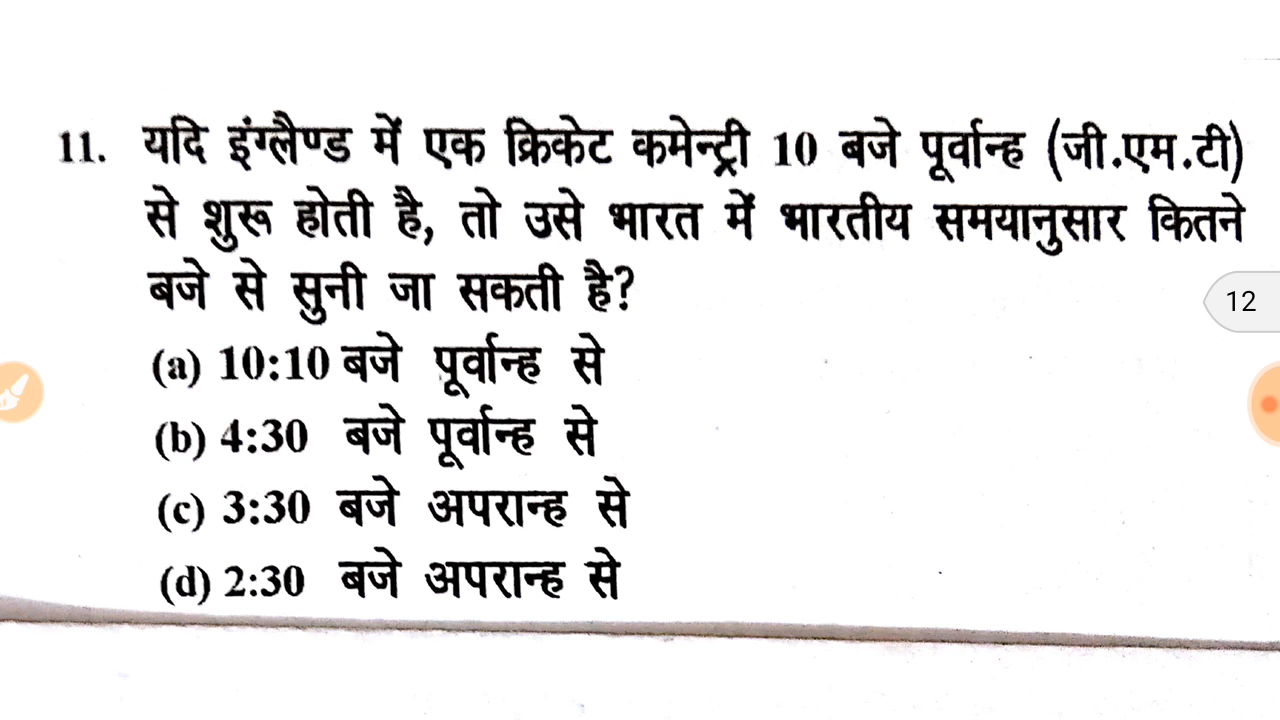 11. यदि इंग्लैण्ड में एक क्रिकेट कमेन्ट्री 10 बजे पूर्वान्ह (जी.एम.टी)
से शुरू होती है, तो उसे भारत में भारतीय समयानुसार कितने
बजे से सुनी जा सकती है?
12
(a) 10:10 बजे पूर्वान्ह से
(b) 4:30 बजे पूर्वान्ह से
(c) 3:30 बजे अपरान्ह से
(d) 2:30 बजे अपरान्ह से